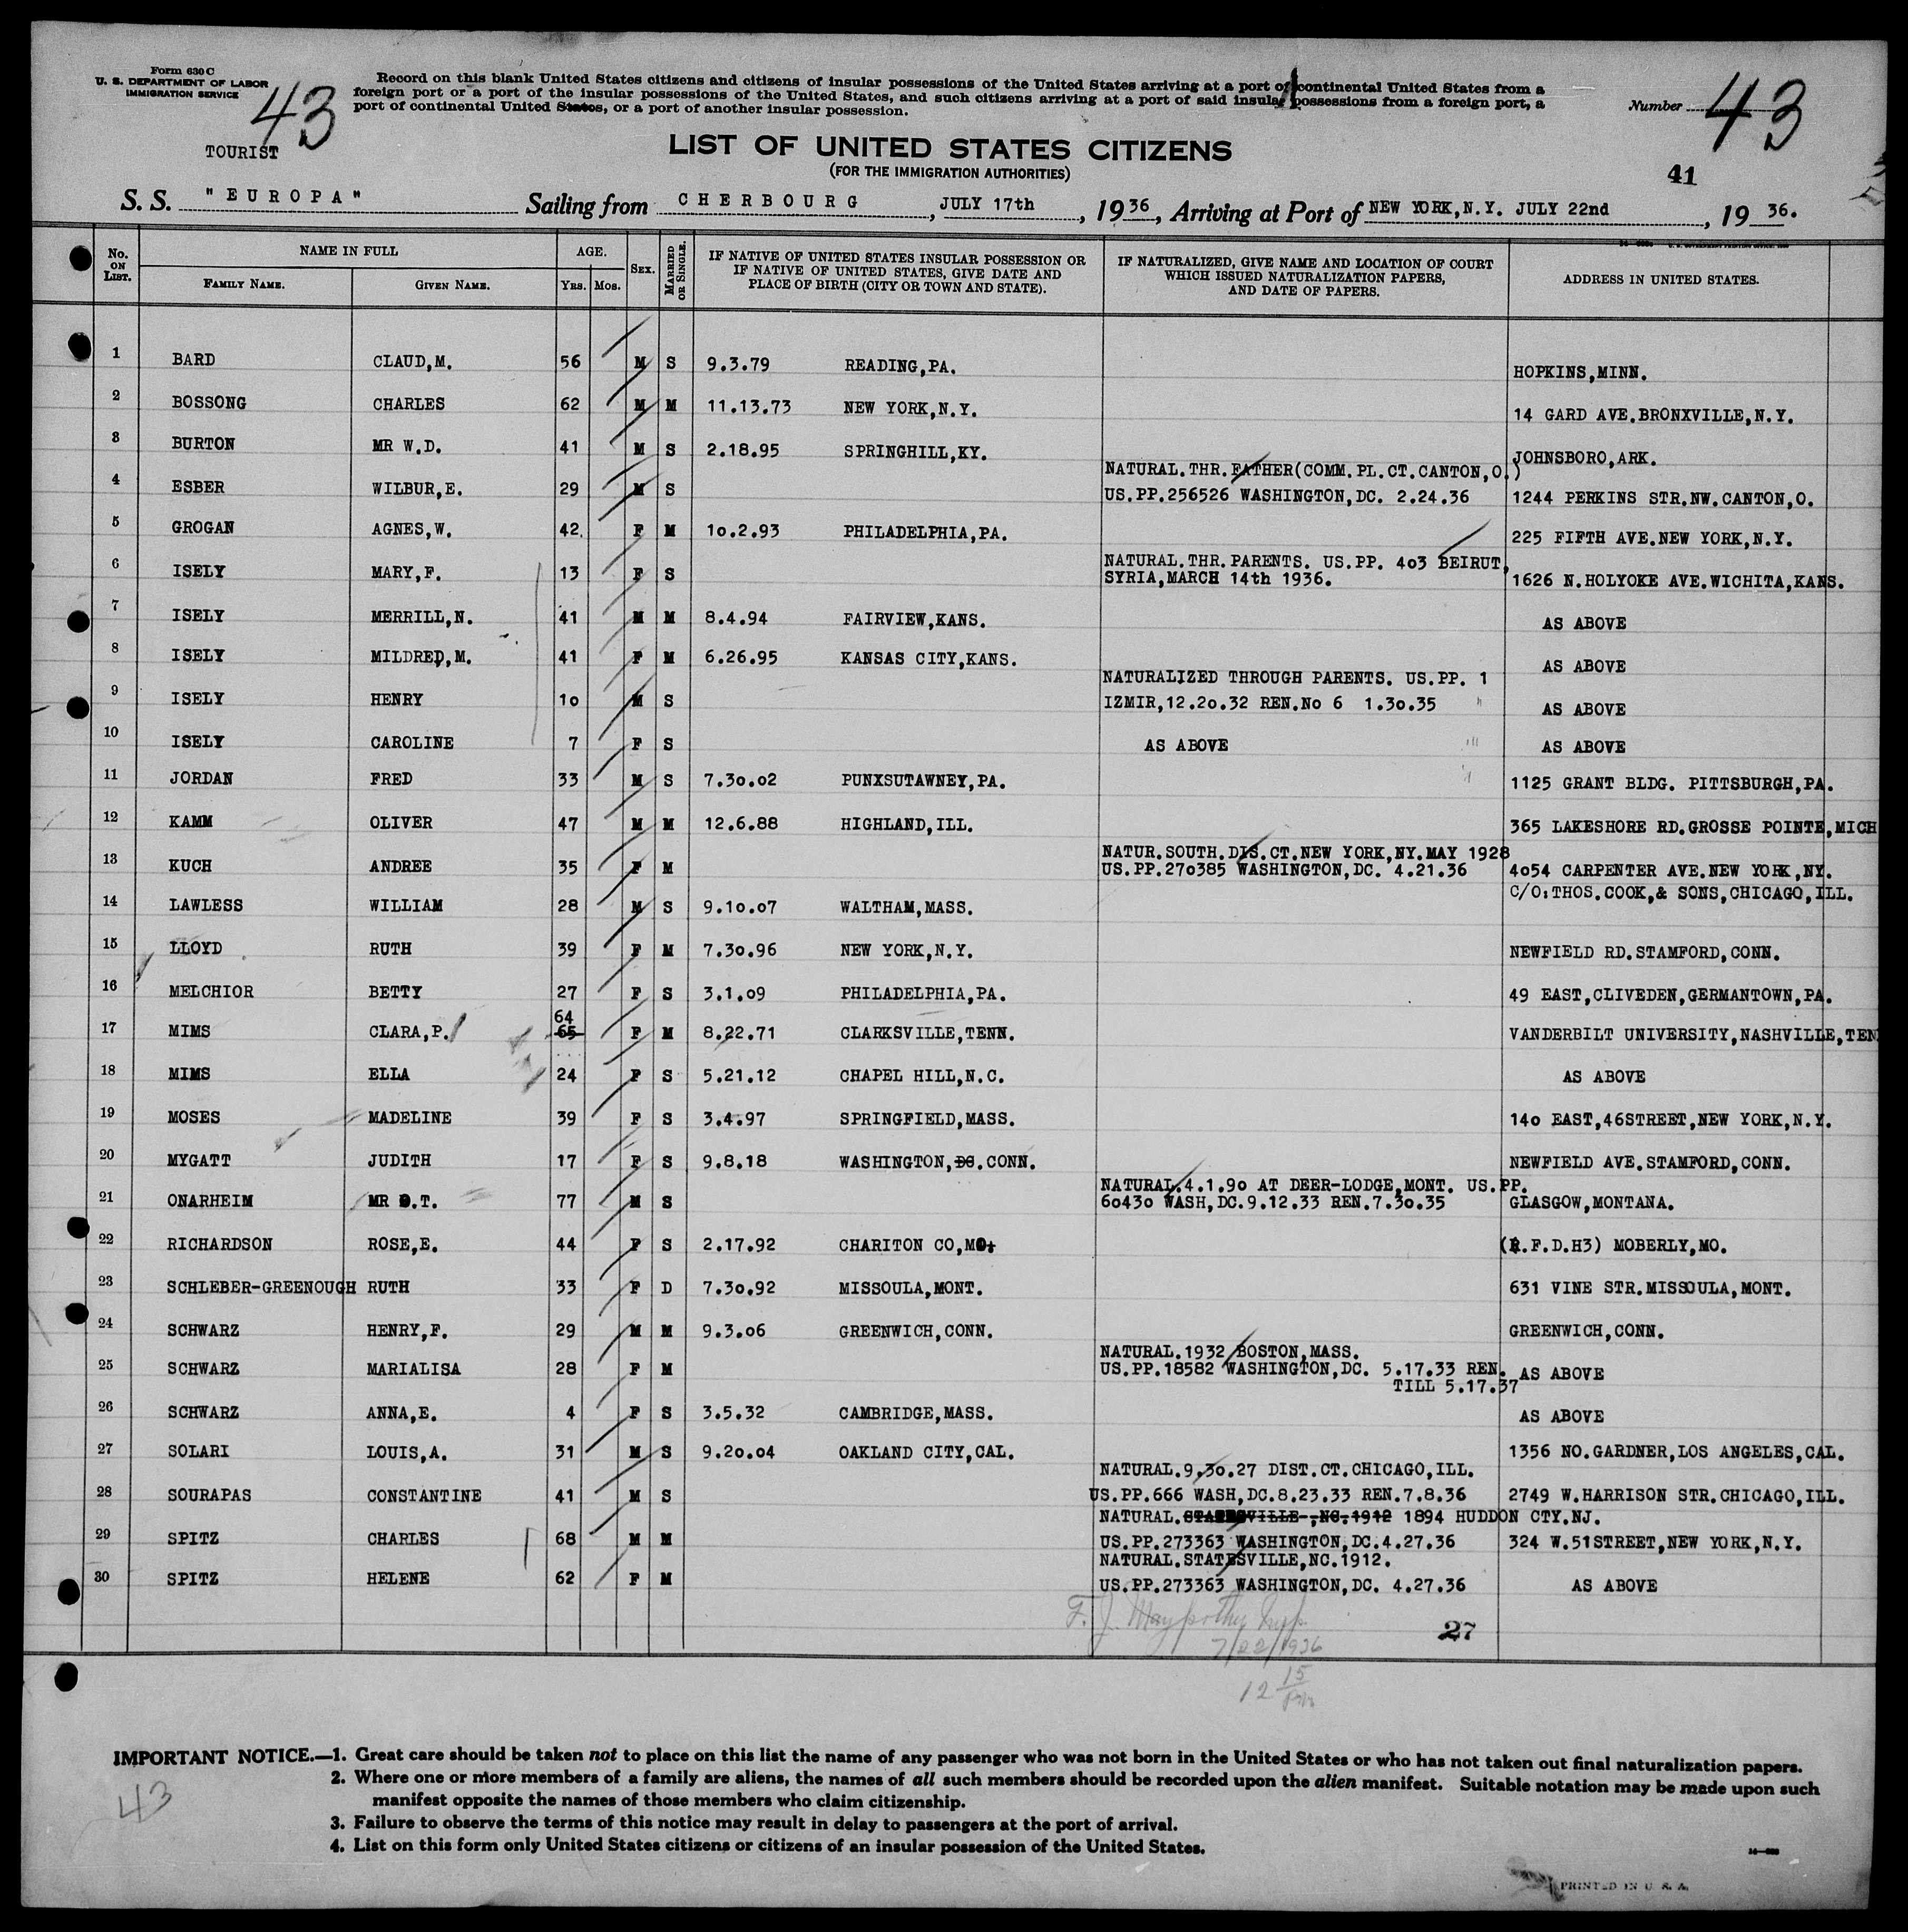 Form 630 C
U. S. DEPARTMENT OF LABOR
IMMIGRATION SERVICE
43
TOURIST
Record on this blank United States citizens and citizens of insular possessions of the United States arriving at a port of continental United States from a
foreign port or a port of the insular possessions of the United States, and such citizens arriving at a port of said insular possessions from a foreign port, a
port of continental United States, or a port of another insular possession.
Number 43
LIST OF UNITED STATES CITIZENS
(FOR THE IMMIGRATION AUTHORITIES)
41
S. S. "EUROPA" Sailing from CHERBOURG, JULY 17th, 1936, Arriving at Port of NEW YORK,N.Y. JULY 22nd, 1936.
No. ON LIST. NAME IN FULL FAMILY NAME. GIVEN NAME. AGE. YRS. MOS. SEX. MARRIED OR SINGLE. IF NATIVE OF UNITED STATES INSULAR POSSESSION OR IF NATIVE OF UNITED STATES, GIVE DATE AND PLACE OF BIRTH (CITY OR TOWN AND STATE). IF NATURALIZED, GIVE NAME AND LOCATION OF COURT WHICH ISSUED NATURALIZATION PAPERS, AND DATE OF PAPERS. ADDRESS IN UNITED STATES.
1 BARD CLAUD,M. 56 M S 9.3.79 READING,PA. HOPKINS,MINN.
2 BOSSONG CHARLES 62 M M 11.13.73 NEW YORK,N.Y. 14 GARD AVE.BRONXVILLE,N.Y.
3 BURTON MR W.D. 41 M S 2.18.95 SPRINGHILL,KY. JOHNSBORO,ARK.
NATURAL.THR.FATHER(COMM.PL.CT.CANTON,O.)
4 ESBER WILBUR,E. 29 M S US.PP.256526 WASHINGTON,DC. 2.24.36 1244 PERKINS STR.NW.CANTON,O.
5 GROGAN AGNES,W. 42. F M 10.2.93 PHILADELPHIA,PA. 225 FIFTH AVE.NEW YORK,N.Y.
NATURAL.THR.PARENTS. US.PP. 403 BEIRUT,
6 ISELY MARY,F. 13 F S SYRIA,MARCH 14th 1936. 1626 N.HOLYOKE AVE.WICHITA,KANS.
7 ISELY MERRILL,N. 41 M M 8.4.94 FAIRVIEW,KANS. AS ABOVE
8 ISELY MILDRED,M. 41 F M 6.26.95 KANSAS CITY,KANS. AS ABOVE
NATURALIZED THROUGH PARENTS. US.PP. 1
9 ISELY HENRY 10 M S IZMIR,12.20.32 REN.No 6 1.30.35 AS ABOVE
10 ISELY CAROLINE 7 F S AS ABOVE AS ABOVE
11 JORDAN FRED 33 M S 7.30.02 PUNXSUTAWNEY,PA. 1125 GRANT BLDG. PITTSBURGH,PA.
12 KAMM OLIVER 47 M M 12.6.88 HIGHLAND,ILL. 365 LAKESHORE RD.GROSSE POINTE,MICH
NATUR.SOUTH.DIS.CT.NEW YORK,NY.MAY 1928
13 KUCH ANDREE 35 F M US.PP.270385 WASHINGTON,DC. 4.21.36 4054 CARPENTER AVE.NEW YORK,NY.
C/O:THOS.COOK,& SONS,CHICAGO,ILL.
14 LAWLESS WILLIAM 28 M S 9.10.07 WALTHAM,MASS.
15 LLOYD RUTH 39 F M 7.30.96 NEW YORK,N.Y. NEWFIELD RD.STAMFORD,CONN.
16 MELCHIOR BETTY 27 F S 3.1.09 PHILADELPHIA,PA. 49 EAST,CLIVEDEN,GERMANTOWN,PA.
64
17 MIMS CLARA,P. 65 F M 8.22.71 CLARKSVILLE,TENN. VANDERBILT UNIVERSITY,NASHVILLE,TEN
18 MIMS ELLA 24 F S 5.21.12 CHAPEL HILL,N.C. AS ABOVE
19 MOSES MADELINE 39 F S 3.4.97 SPRINGFIELD,MASS. 140 EAST,46STREET,NEW YORK,N.Y.
20 MYGATT JUDITH 17 F S 9.8.18 WASHINGTON,DC.CONN. NEWFIELD AVE.STAMFORD,CONN.
NATURAL.4.1.90 AT DEER-LODGE,MONT. US.PP.
21 ONARHEIM MR O.T. 77 M S 60430 WASH,DC.9.12.33 REN.7.30.35 GLASGOW,MONTANA.
22 RICHARDSON ROSE,E. 44 F S 2.17.92 CHARITON CO,MO. (R.F.D.H3) MOBERLY,MO.
23 SCHLEBER-GREENOUGH RUTH 33 F D 7.30.92 MISSOULA,MONT. 631 VINE STR.MISSOULA,MONT.
24 SCHWARZ HENRY,F. 29 M M 9.3.06 GREENWICH,CONN. GREENWICH,CONN.
NATURAL.1932 BOSTON,MASS.
25 SCHWARZ MARIALISA 28 F M US.PP.18582 WASHINGTON,DC. 5.17.33 REN. AS ABOVE
TILL 5.17.37
26 SCHWARZ ANNA,E. 4 F S 3.5.32 CAMBRIDGE,MASS. AS ABOVE
27 SOLARI LOUIS,A. 31 M S 9.20.04 OAKLAND CITY,CAL. 1356 NO.GARDNER,LOS ANGELES,CAL.
NATURAL.9.30.27 DIST.CT.CHICAGO,ILL.
28 SOURAPAS CONSTANTINE 41 M S US.PP.666 WASH,DC.8.23.33 REN.7.8.36 2749 W.HARRISON STR.CHICAGO,ILL.
NATURAL.STATESVILLE ,NC.1912 1894 HUDDON CTY.NJ.
29 SPITZ CHARLES 68 M M US.PP.273363 WASHINGTON,DC.4.27.36 324 W.51STREET,NEW YORK,N.Y.
NATURAL.STATESVILLE,NC.1912.
30 SPITZ HELENE 62 F M US.PP.273363 WASHINGTON,DC. 4.27.36 AS ABOVE
F. J.
27
7/22/1936
12 15 pm
IMPORTANT NOTICE.—1. Great care should be taken not to place on this list the name of any passenger who was not born in the United States or who has not taken out final naturalization papers.
2. Where one or more members of a family are aliens, the names of all such members should be recorded upon the alien manifest. Suitable notation may be made upon such
manifest opposite the names of those members who claim citizenship.
3. Failure to observe the terms of this notice may result in delay to passengers at the port of arrival.
4. List on this form only United States citizens or citizens of an insular possession of the United States.
43
PRINTED IN U. S. A.